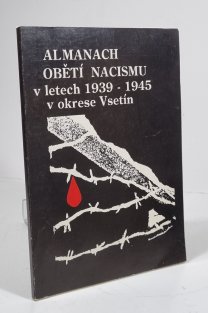 ALMANACH
OBĚTÍ NACISMU
v letech 1939 - 1945
v okrese Vsetín